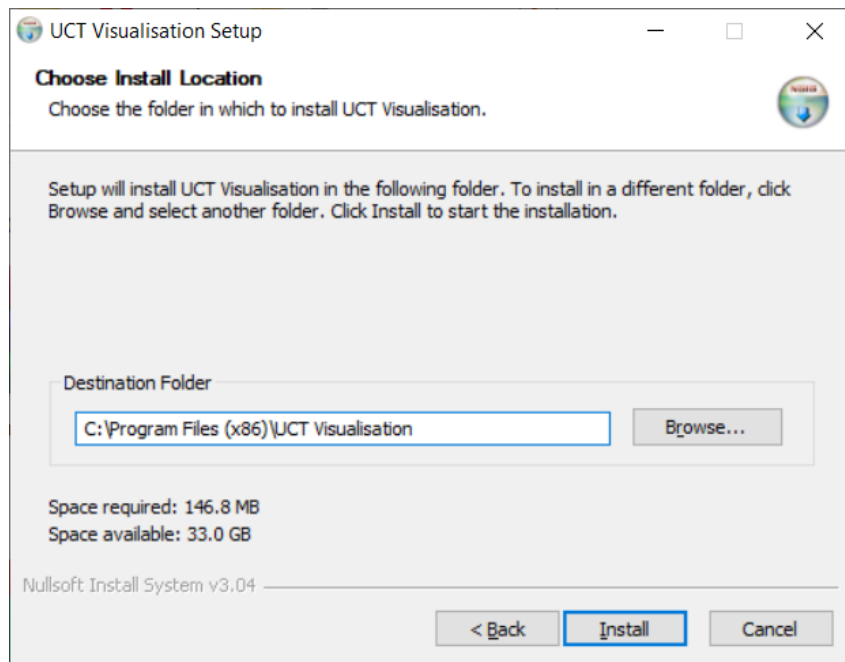 UCT Visualisation Setup
Choose Install Location
Choose the folder in which to install UCT Visualisation.
Setup will install UCT Visualisation in the following folder. To install in a different folder, click
Browse and select another folder. Click Install to start the installation.
Destination Folder
C:\Program Files (x86)\UCT Visualisation
Browse...
Space required: 146.8 MB
Space available: 33.0 GB
Nullsoft Install System v3.04
< Back
Install
Cancel